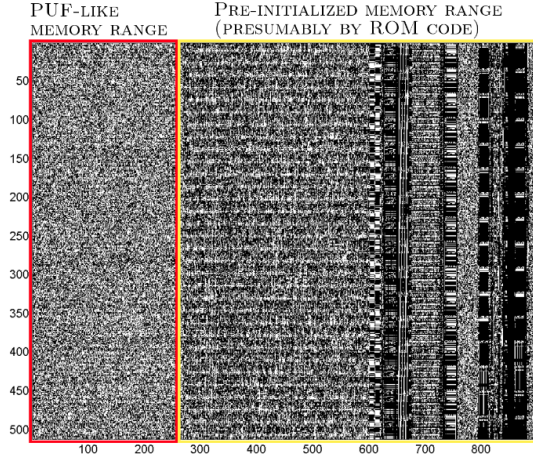 PUF-LIKE
MEMORY RANGE
PRE-INITIALIZED MEMORY RANGE
(PRESUMABLY BY ROM CODE)
50
100
150
200
250
300
350
400
450
500
100 200 300 400 500 600 700 800